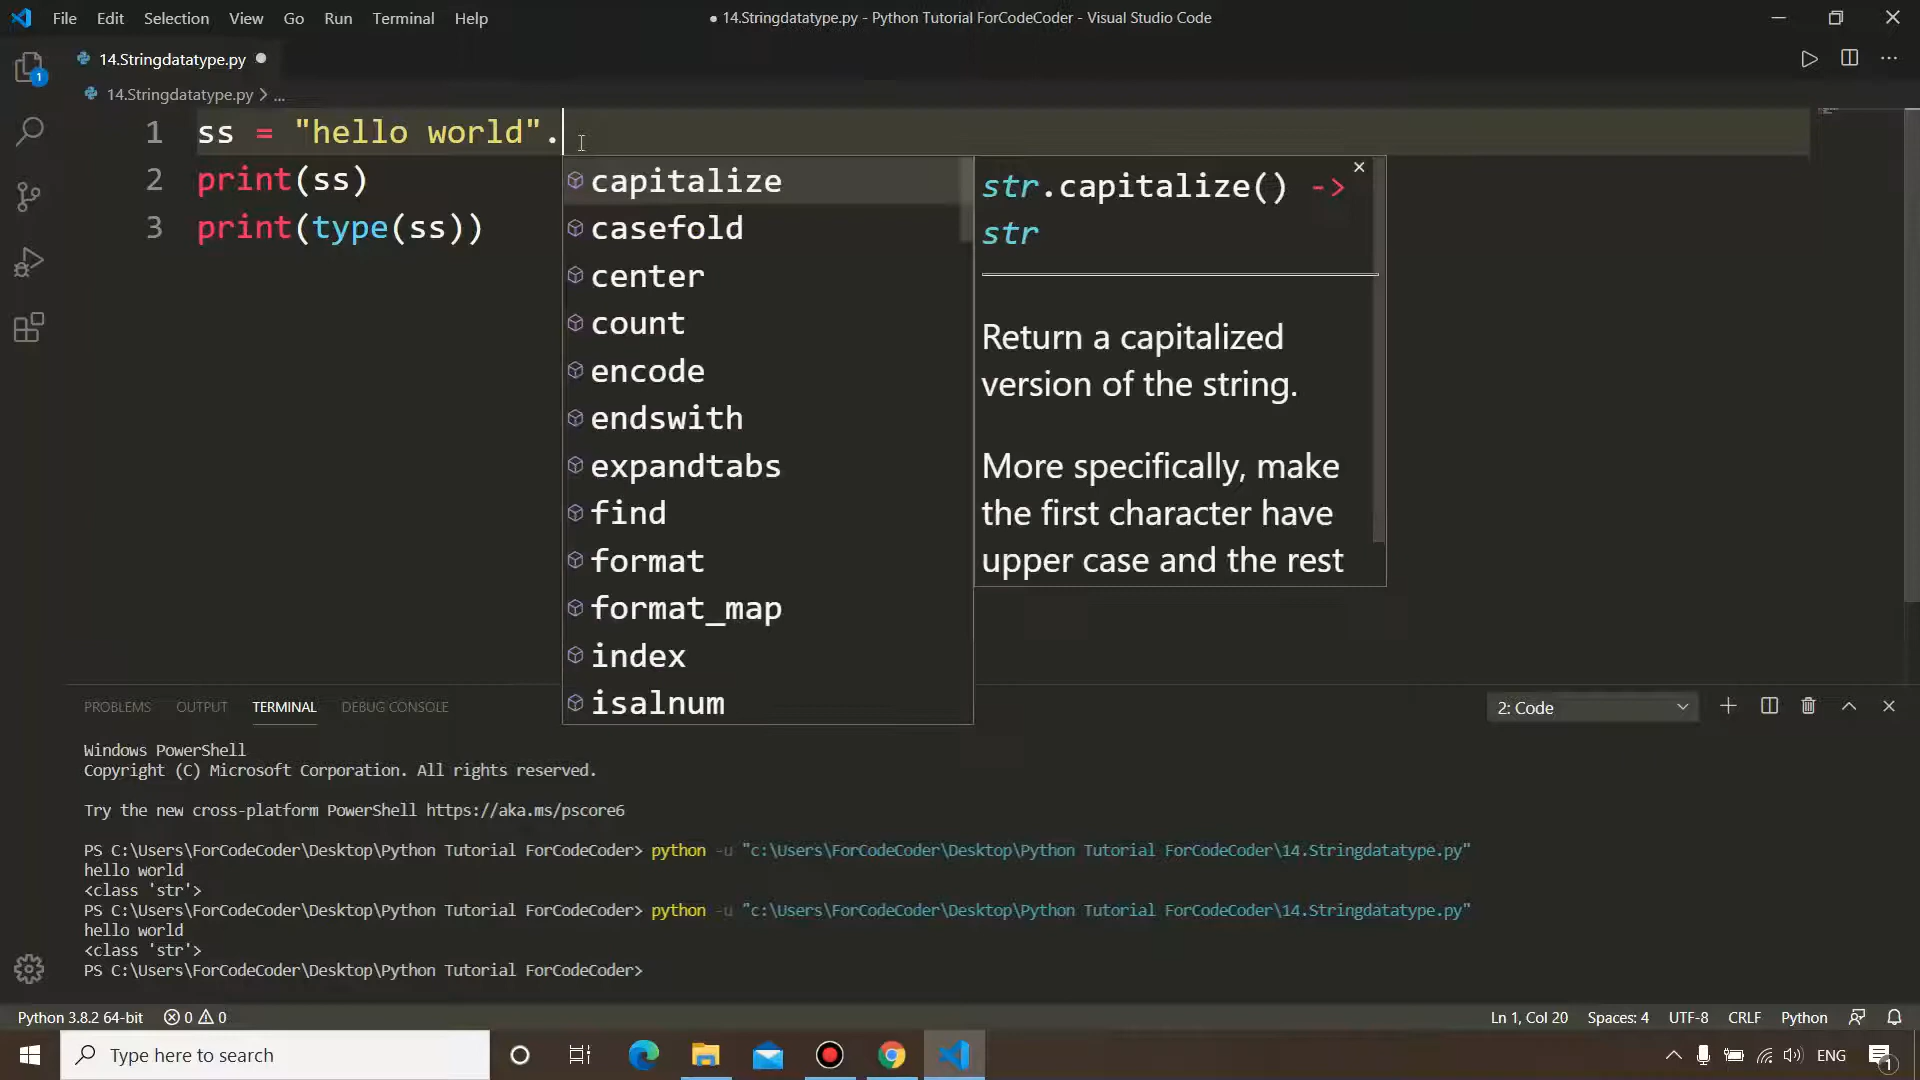 File Edit Selection View Go Run Terminal Help
● 14.Stringdatatype.py - Python Tutorial ForCodeCoder - Visual Studio Code
14.Stringdatatype.py ●
1
14.Stringdatatype.py > ...
1 ss = "hello world".
2 print(ss)
3 print(type(ss))
capitalize
casefold
center
count
encode
endswith
expandtabs
find
format
format_map
index
isalnum
str.capitalize() ->
str
Return a capitalized
version of the string.
More specifically, make
the first character have
upper case and the rest
PROBLEMS OUTPUT TERMINAL DEBUG CONSOLE
2: Code
Windows PowerShell
Copyright (C) Microsoft Corporation. All rights reserved.
Try the new cross-platform PowerShell https://aka.ms/pscore6
PS C:\Users\ForCodeCoder\Desktop\Python Tutorial ForCodeCoder> python -u "c:\Users\ForCodeCoder\Desktop\Python Tutorial ForCodeCoder\14.Stringdatatype.py"
hello world
<class 'str'>
PS C:\Users\ForCodeCoder\Desktop\Python Tutorial ForCodeCoder> python -u "c:\Users\ForCodeCoder\Desktop\Python Tutorial ForCodeCoder\14.Stringdatatype.py"
hello world
<class 'str'>
PS C:\Users\ForCodeCoder\Desktop\Python Tutorial ForCodeCoder>
Python 3.8.2 64-bit 0 0
Ln 1, Col 20 Spaces: 4 UTF-8 CRLF Python
Type here to search
ENG
1